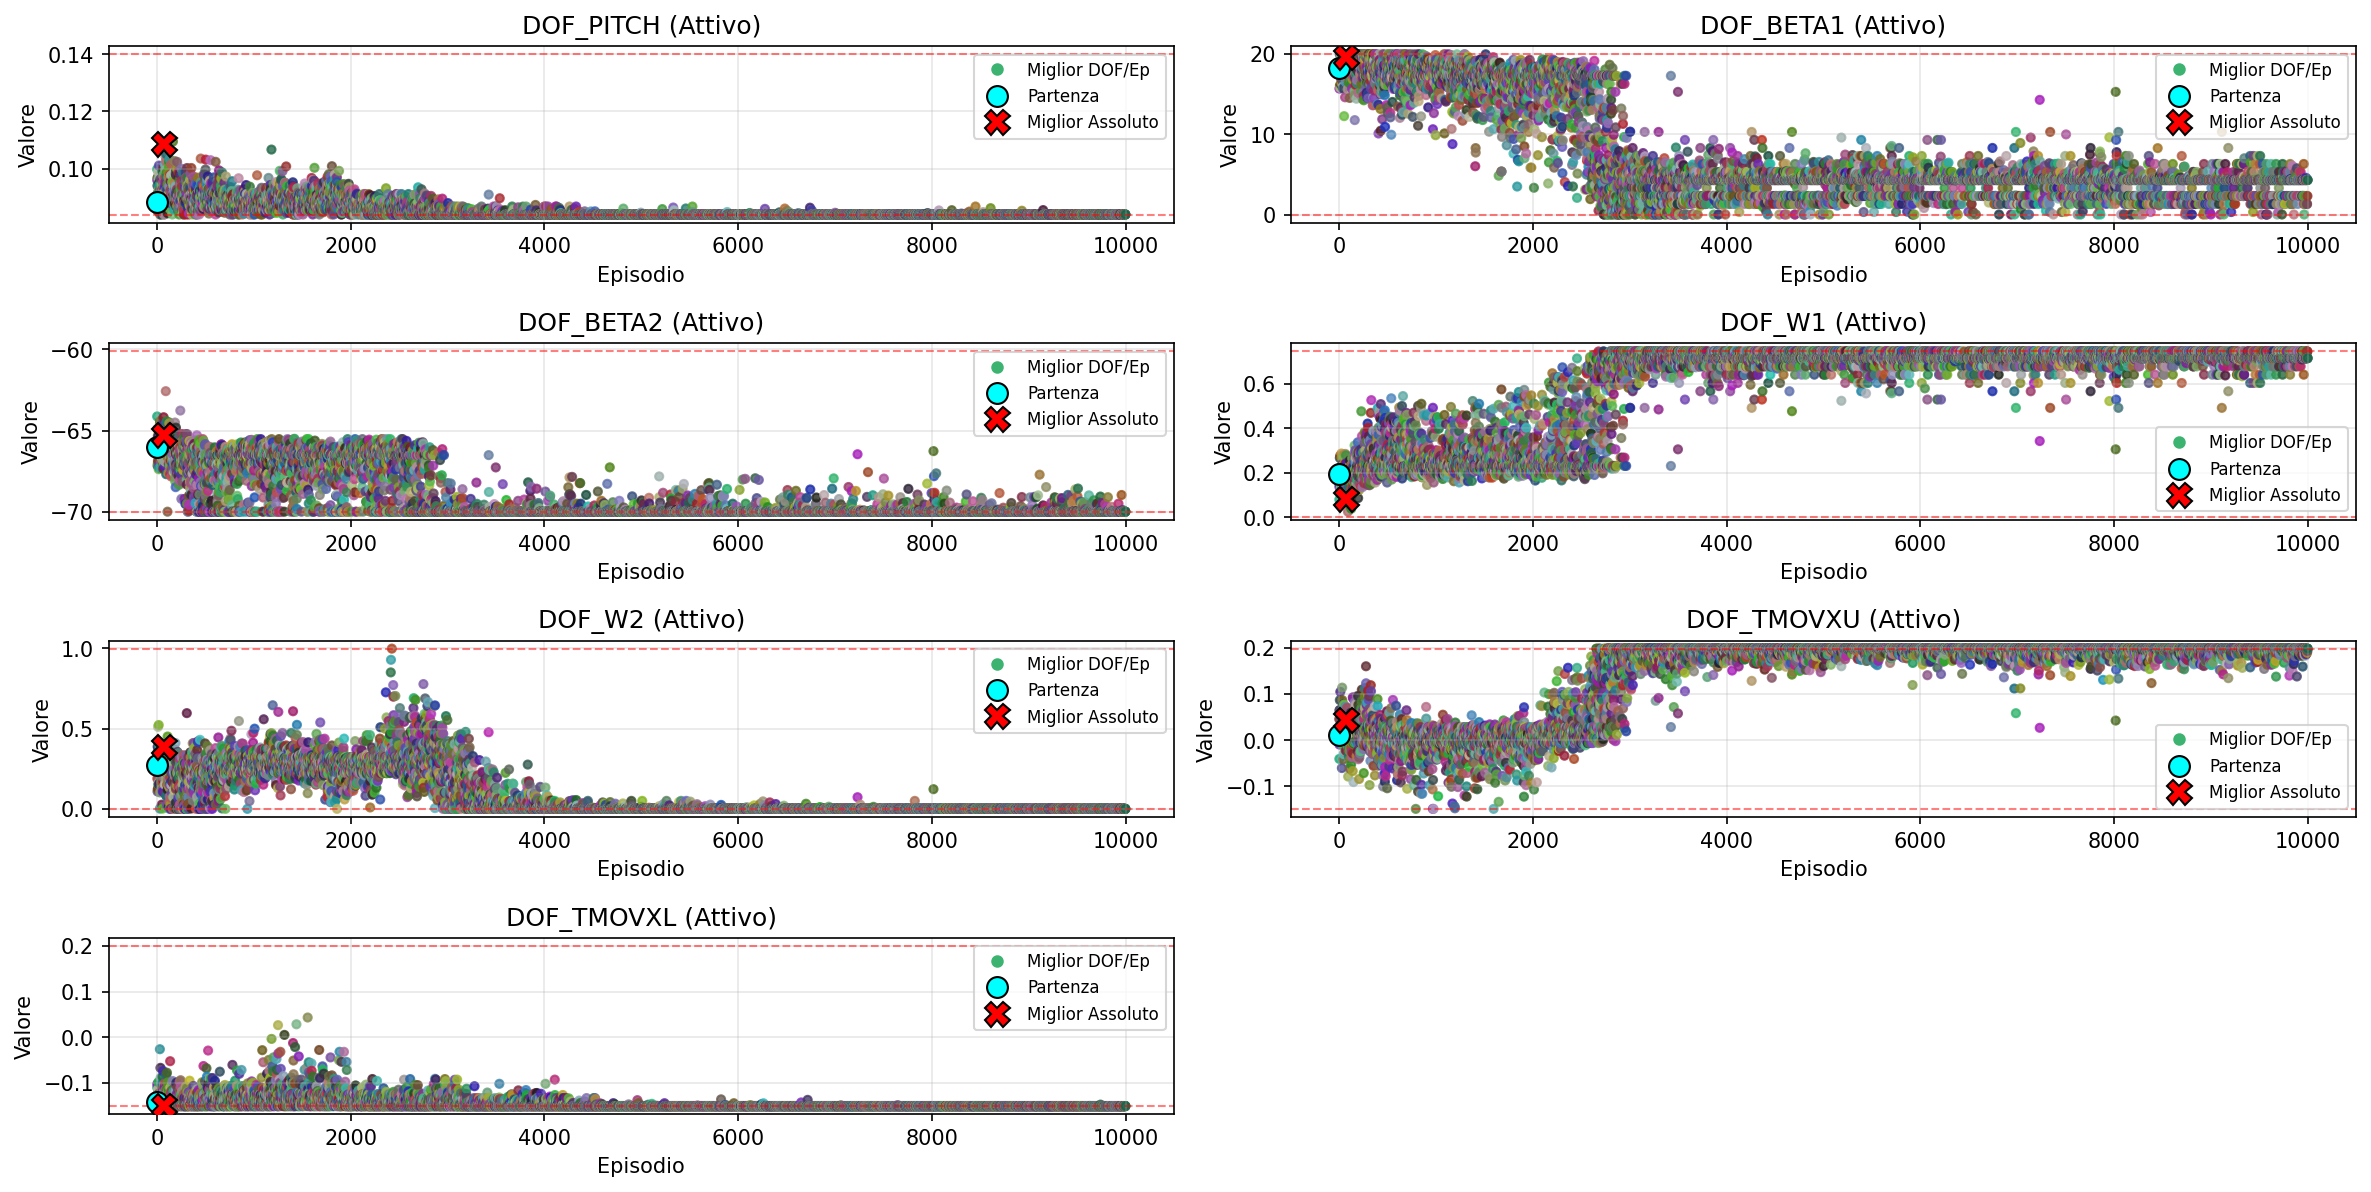 DOF_PITCH (Attivo)
0.14
0.12
0.10
Valore
0
2000
4000
6000
8000
10000
Episodio
Miglior DOF/Ep
Partenza
Miglior Assoluto
DOF_BETA1 (Attivo)
20
10
0
Valore
0
2000
4000
6000
8000
10000
Episodio
Miglior DOF/Ep
Partenza
Miglior Assoluto
DOF_BETA2 (Attivo)
−60
−65
−70
Valore
0
2000
4000
6000
8000
10000
Episodio
Miglior DOF/Ep
Partenza
Miglior Assoluto
DOF_W1 (Attivo)
0.6
0.4
0.2
0.0
Valore
0
2000
4000
6000
8000
10000
Episodio
Miglior DOF/Ep
Partenza
Miglior Assoluto
DOF_W2 (Attivo)
1.0
0.5
0.0
Valore
0
2000
4000
6000
8000
10000
Episodio
Miglior DOF/Ep
Partenza
Miglior Assoluto
DOF_TMOVXU (Attivo)
0.2
0.1
0.0
−0.1
Valore
0
2000
4000
6000
8000
10000
Episodio
Miglior DOF/Ep
Partenza
Miglior Assoluto
DOF_TMOVXL (Attivo)
0.2
0.1
0.0
−0.1
Valore
0
2000
4000
6000
8000
10000
Episodio
Miglior DOF/Ep
Partenza
Miglior Assoluto